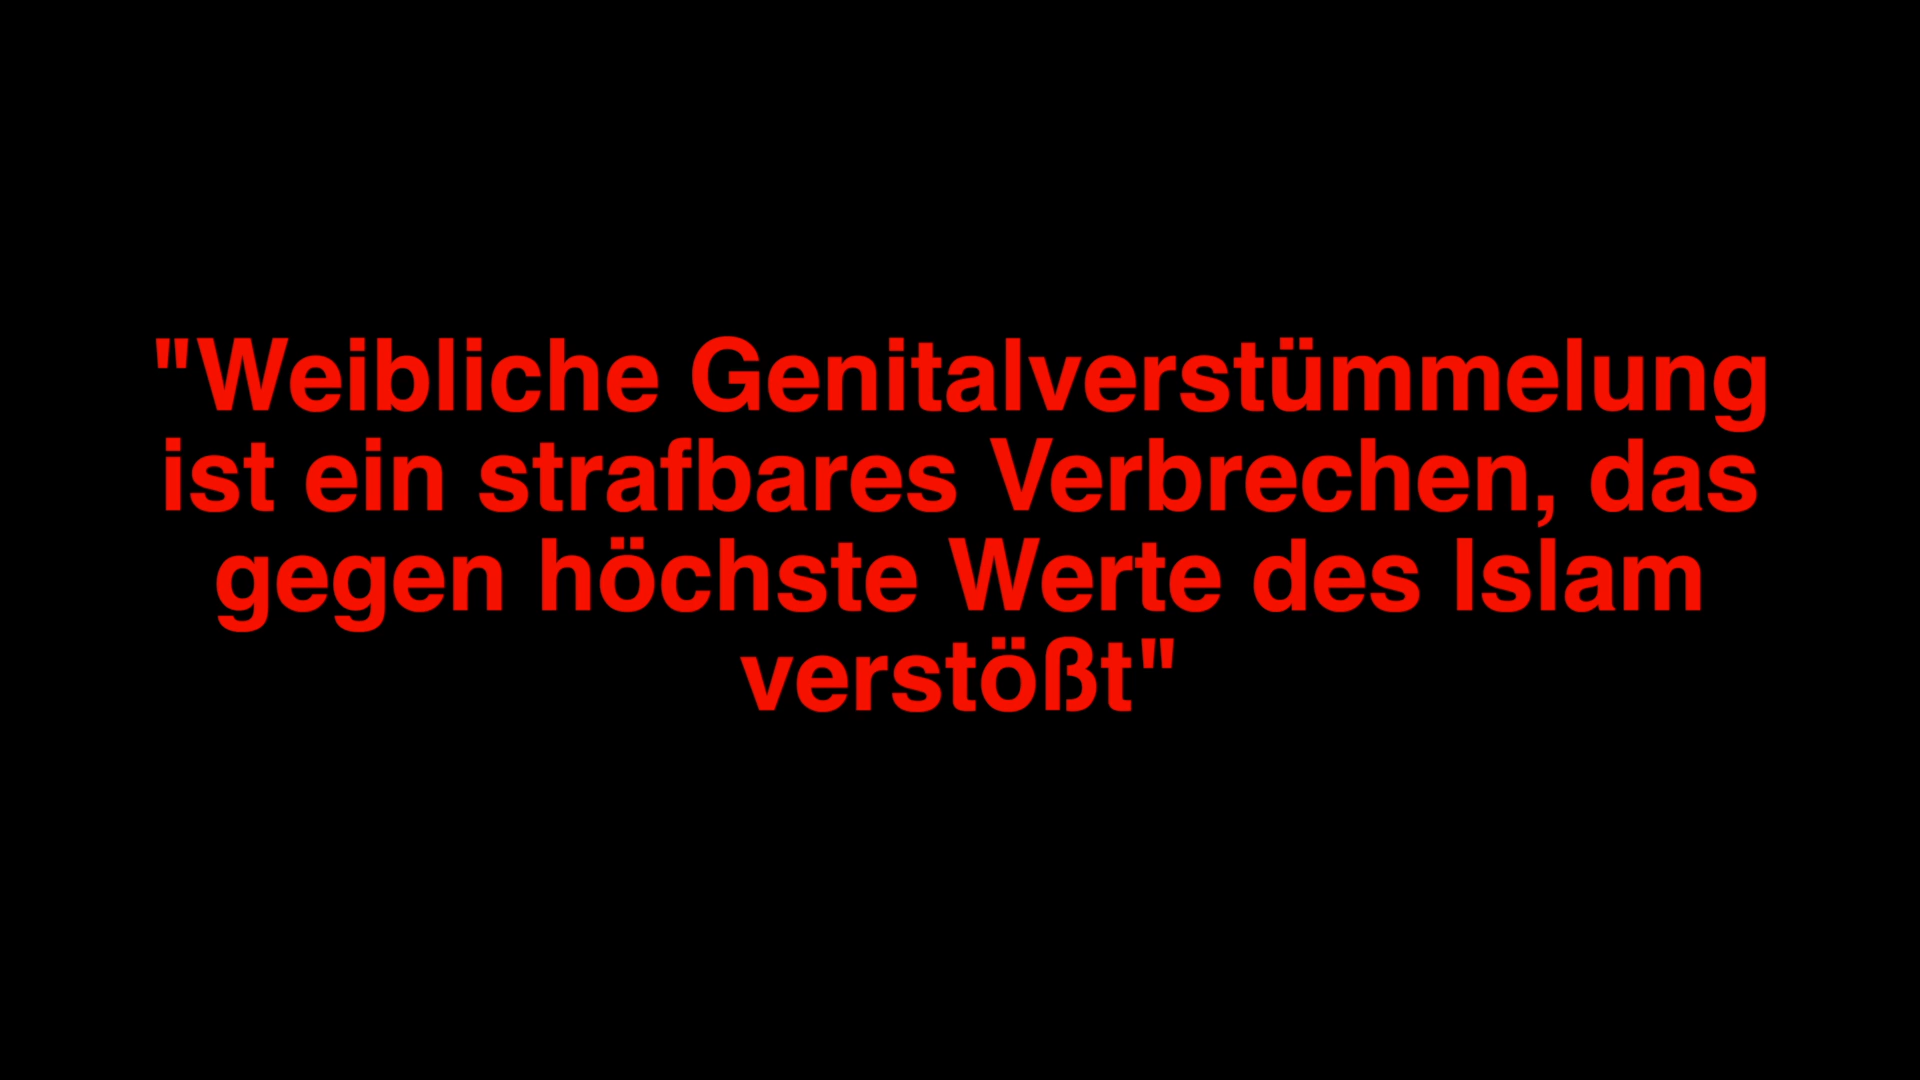 "Weibliche Genitalverstümmelung
ist ein strafbares Verbrechen, das
gegen höchste Werte des Islam
verstößt"